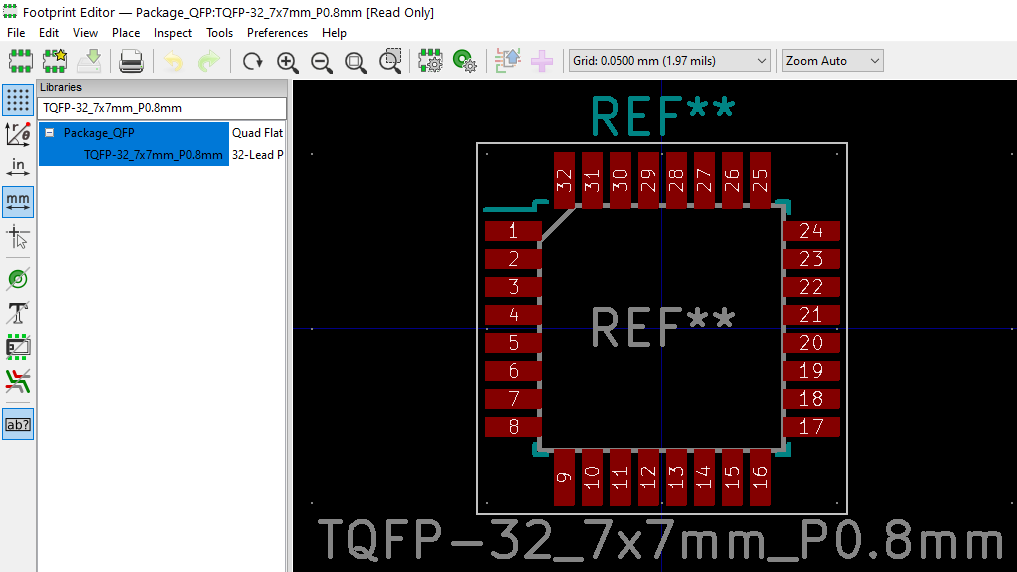 Footprint Editor — Package_QFP:TQFP-32_7x7mm_P0.8mm [Read Only]
File Edit View Place Inspect Tools Preferences Help
Grid: 0.0500 mm (1.97 mils) Zoom Auto
Libraries
TQFP-32_7x7mm_P0.8mm
Package_QFP Quad Flat
TQFP-32_7x7mm_P0.8mm 32-Lead P
in
mm
T
ab?
REF**
32 31 30 29 28 27 26 25
1 24
2 23
3 22
4 21
REF**
5 20
6 19
7 18
8 17
9 10 11 12 13 14 15 16
TQFP-32_7x7mm_P0.8mm